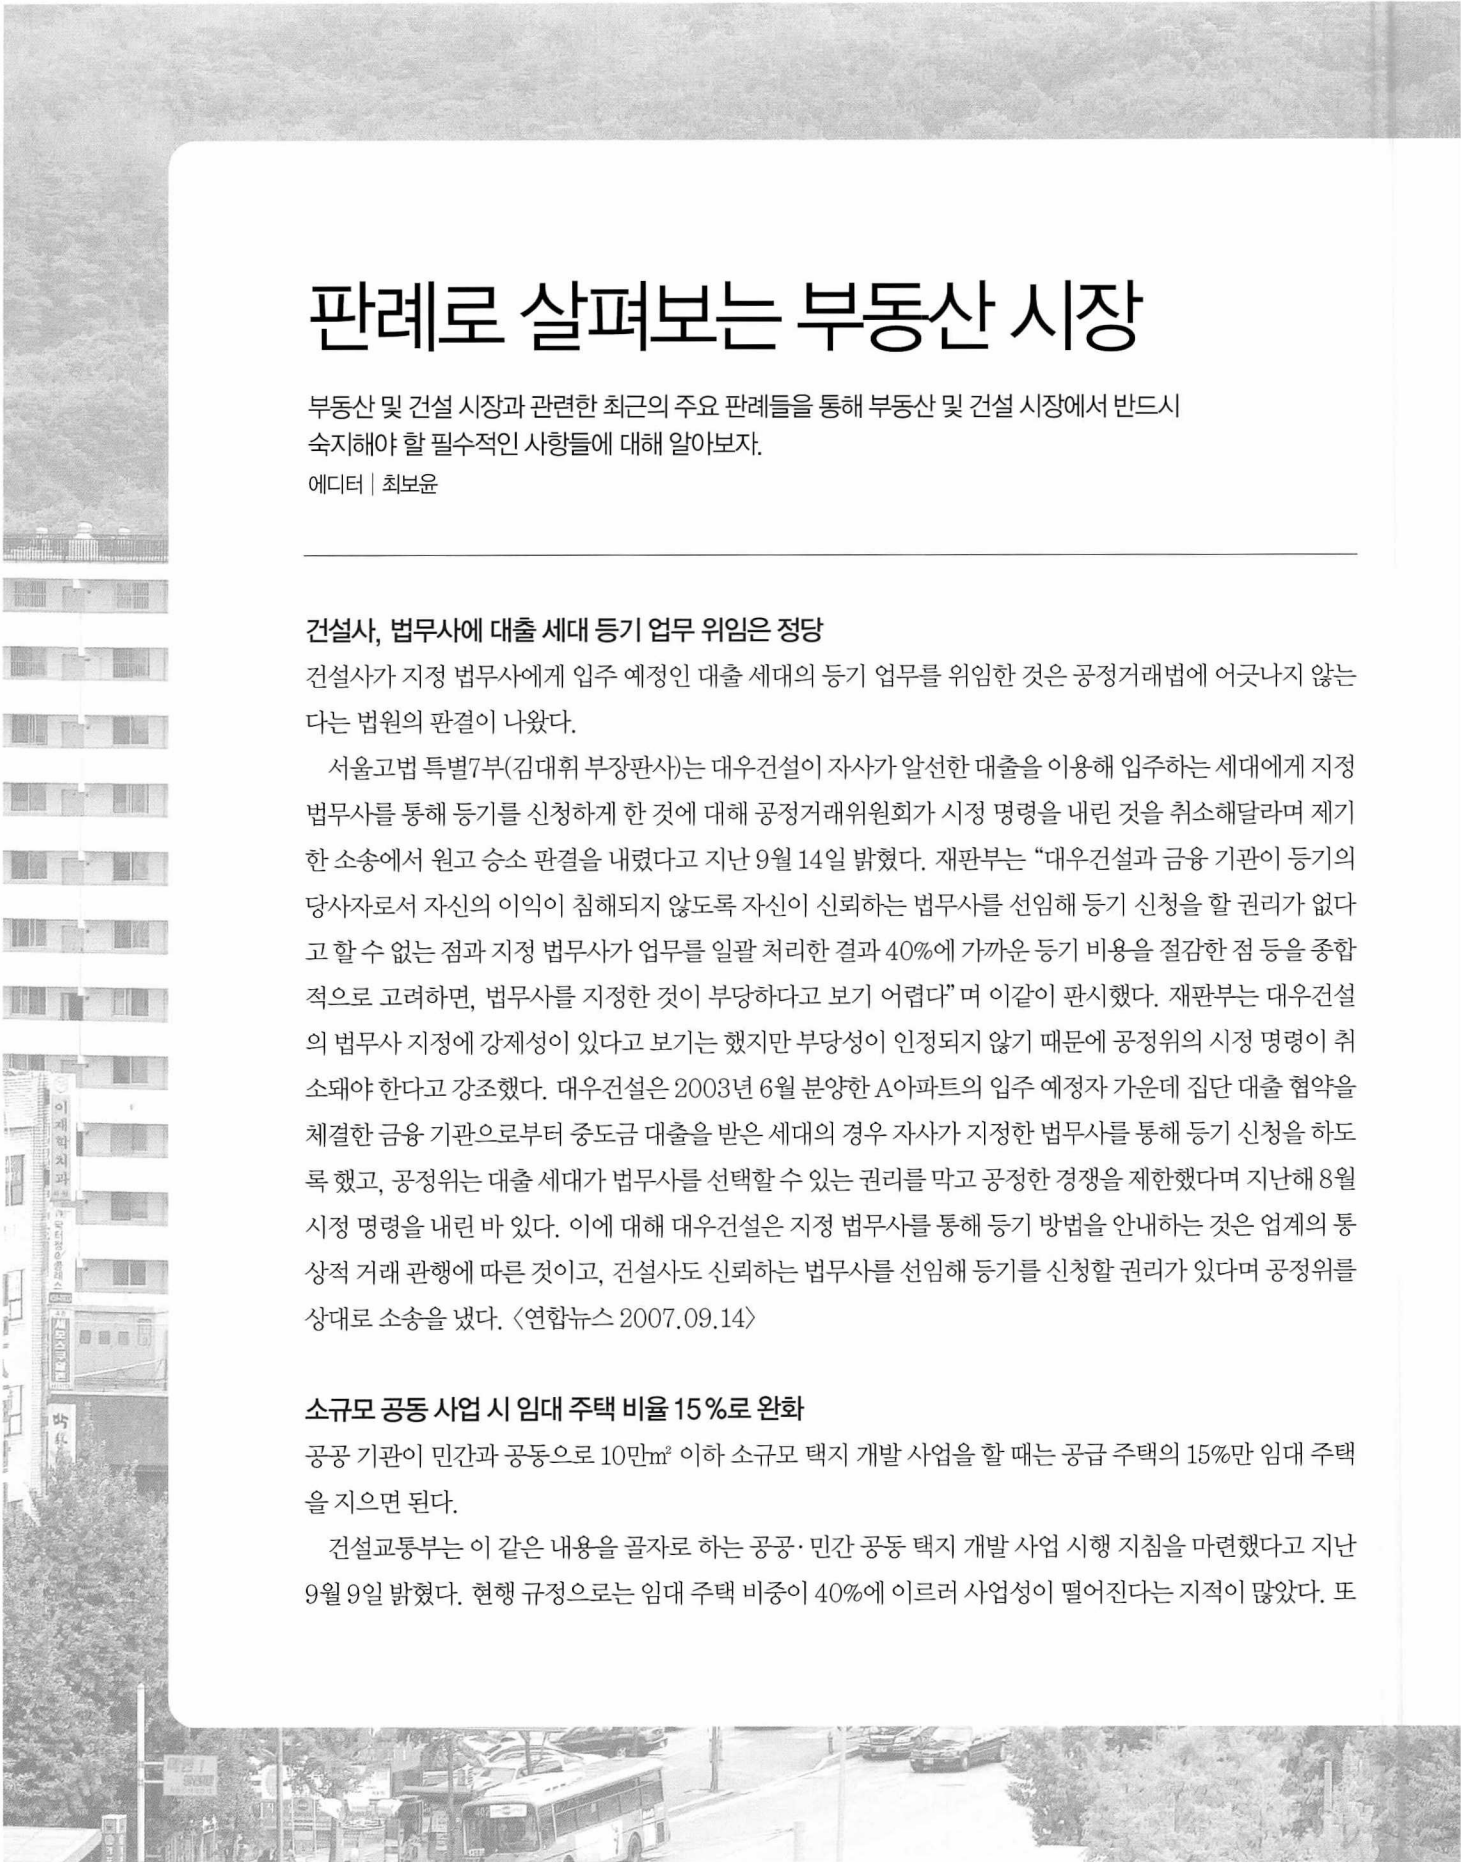 판례로 살펴보는 부동산 시장
부동산 및 건설 시장과 관련한 최근의 주요 판례들을 통해 부동산 및 건설 시장에서 반드시
숙지해야 할 필수적인 사항들에 대해 알아보자.
에디터 | 최보윤
건설사, 법무사에 대출 세대 등기 업무 위임은 정당
건설사가 지정 법무사에게 입주 예정인 대출 세대의 등기 업무를 위임한 것은 공정거래법에 어긋나지 않는
다는 법원의 판결이 나왔다.
서울고법 특별7부(김대휘 부장판사)는 대우건설이 자사가 알선한 대출을 이용해 입주하는 세대에게 지정
법무사를 통해 등기를 신청하게 한 것에 대해 공정거래위원회가 시정 명령을 내린 것을 취소해달라며 제기
한 소송에서 원고 승소 판결을 내렸다고 지난 9월 14일 밝혔다. 재판부는 “대우건설과 금융 기관이 등기의
당사자로서 자신의 이익이 침해되지 않도록 자신이 신뢰하는 법무사를 선임해 등기 신청을 할 권리가 없다
고 할 수 없는 점과 지정 법무사가 업무를 일괄 처리한 결과 40%에 가까운 등기 비용을 절감한 점 등을 종합
적으로 고려하면, 법무사를 지정한 것이 부당하다고 보기 어렵다”며 이같이 판시했다. 재판부는 대우건설
의 법무사 지정에 강제성이 있다고 보기는 했지만 부당성이 인정되지 않기 때문에 공정위의 시정 명령이 취
소돼야 한다고 강조했다. 대우건설은 2003년 6월 분양한 A아파트의 입주 예정자 가운데 집단 대출 협약을
체결한 금융 기관으로부터 중도금 대출을 받은 세대의 경우 자사가 지정한 법무사를 통해 등기 신청을 하도
록 했고, 공정위는 대출 세대가 법무사를 선택할 수 있는 권리를 막고 공정한 경쟁을 제한했다며 지난해 8월
시정 명령을 내린 바 있다. 이에 대해 대우건설은 지정 법무사를 통해 등기 방법을 안내하는 것은 업계의 통
상적 거래 관행에 따른 것이고, 건설사도 신뢰하는 법무사를 선임해 등기를 신청할 권리가 있다며 공정위를
상대로 소송을 냈다. 〈연합뉴스 2007.09.14〉
소규모 공동 사업 시 임대 주택 비율 15%로 완화
공공 기관이 민간과 공동으로 10만㎡ 이하 소규모 택지 개발 사업을 할 때는 공급 주택의 15%만 임대 주택
을 지으면 된다.
건설교통부는 이 같은 내용을 골자로 하는 공공·민간 공동 택지 개발 사업 시행 지침을 마련했다고 지난
9월 9일 밝혔다. 현행 규정으로는 임대 주택 비중이 40%에 이르러 사업성이 떨어진다는 지적이 많았다. 또
이재학치과